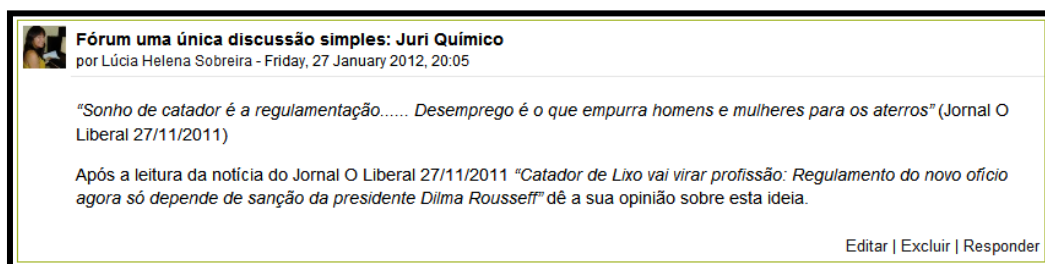 Fórum uma única discussão simples: Juri Químico
por Lúcia Helena Sobreira - Friday, 27 January 2012, 20:05
“Sonho de catador é a regulamentação...... Desemprego é o que empurra homens e mulheres para os aterros” (Jornal O
Liberal 27/11/2011)
Após a leitura da notícia do Jornal O Liberal 27/11/2011 “Catador de Lixo vai virar profissão: Regulamento do novo ofício
agora só depende de sanção da presidente Dilma Rousseff” dê a sua opinião sobre esta ideia.
Editar | Excluir | Responder